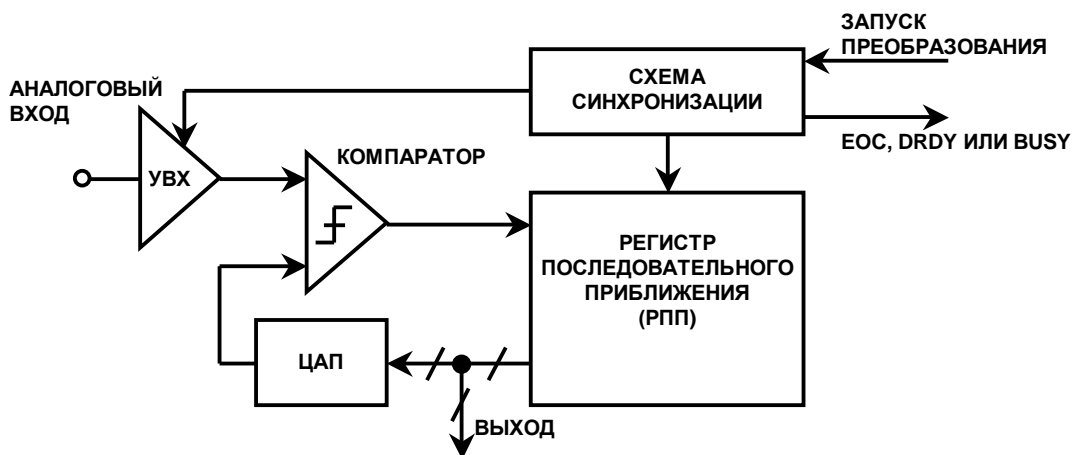 ЗАПУСК
ПРЕОБРАЗОВАНИЯ
СХЕМА
СИНХРОНИЗАЦИИ
АНАЛОГОВЫЙ
ВХОД
EOC, DRDY ИЛИ BUSY
КОМПАРАТОР
УВХ
РЕГИСТР
ПОСЛЕДОВАТЕЛЬНОГО
ПРИБЛИЖЕНИЯ
(РПП)
ЦАП
ВЫХОД